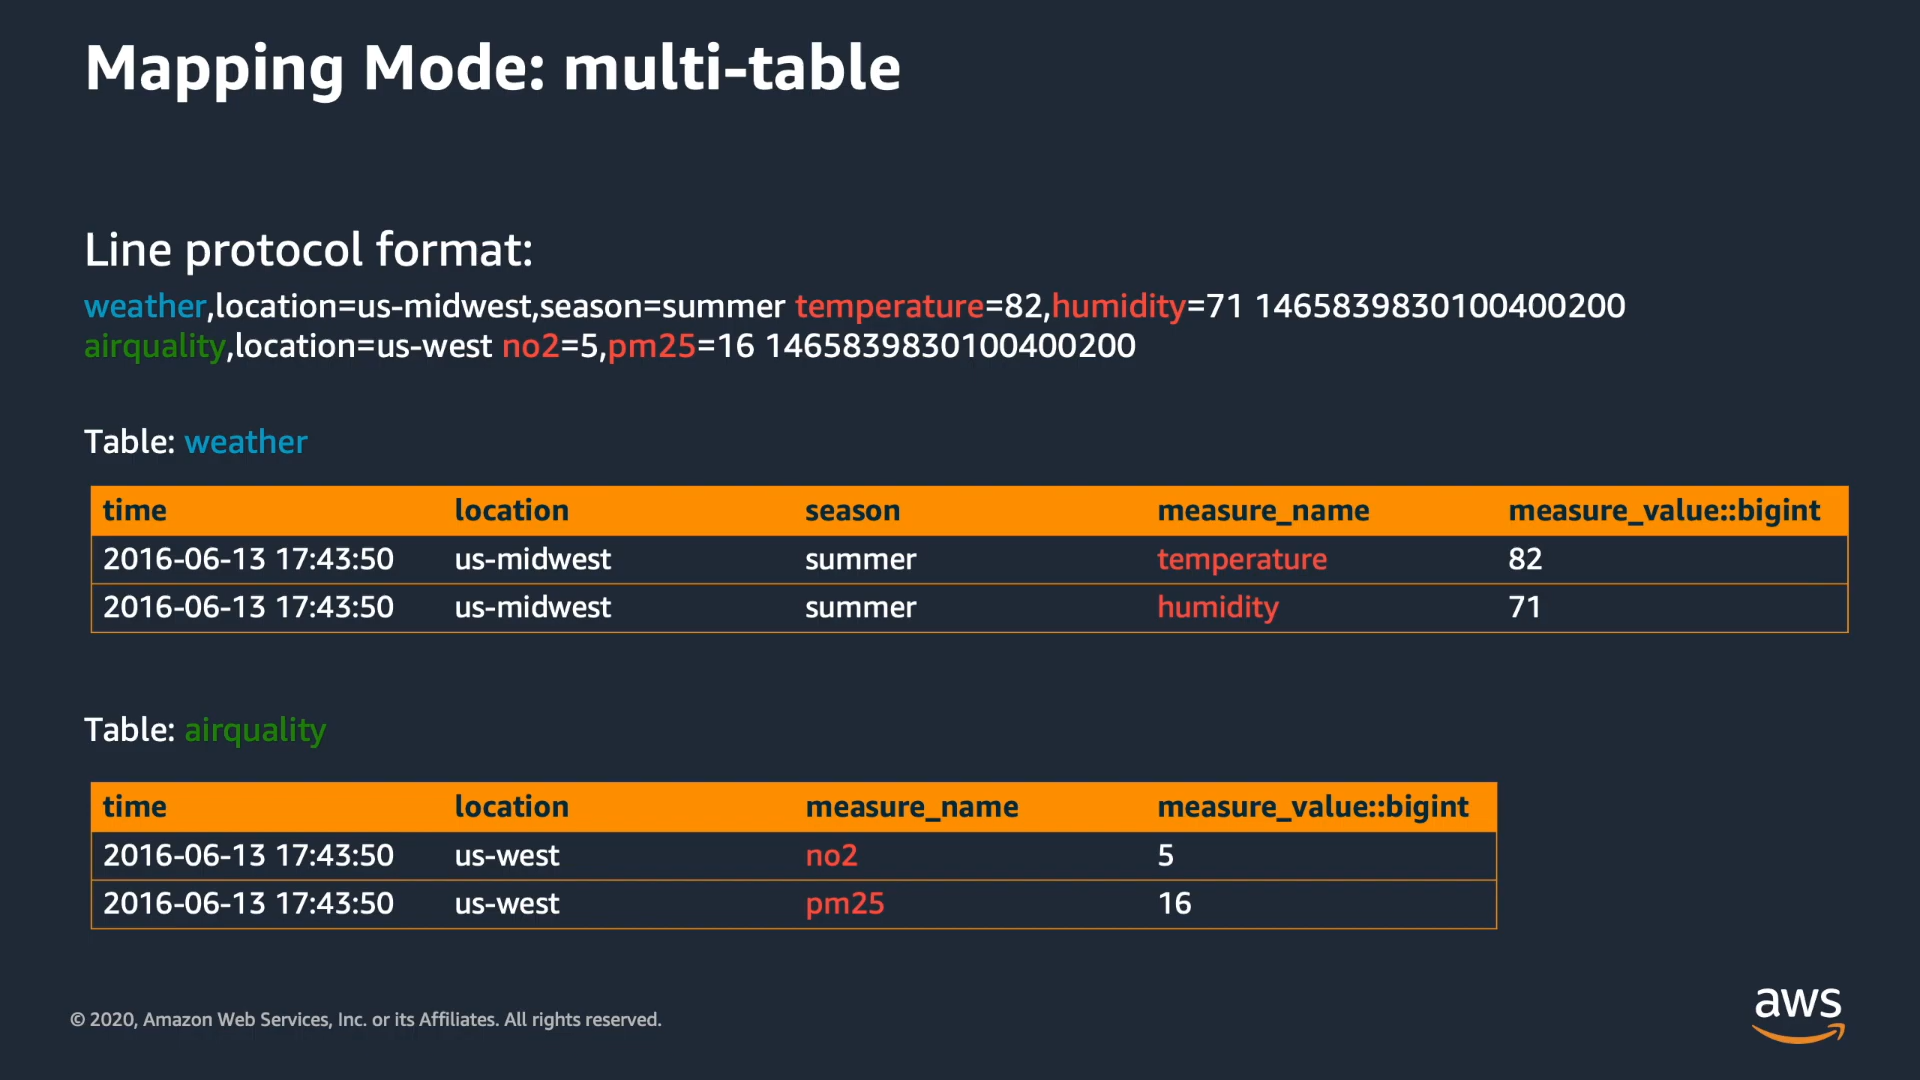 Mapping Mode: multi-table
Line protocol format:
weather,location=us-midwest,season=summer temperature=82,humidity=71 1465839830100400200
airquality,location=us-west no2=5,pm25=16 1465839830100400200
Table: weather
time location season measure_name measure_value::bigint
2016-06-13 17:43:50 us-midwest summer temperature 82
2016-06-13 17:43:50 us-midwest summer humidity 71
Table: airquality
time location measure_name measure_value::bigint
2016-06-13 17:43:50 us-west no2 5
2016-06-13 17:43:50 us-west pm25 16
© 2020, Amazon Web Services, Inc. or its Affiliates. All rights reserved.
aws